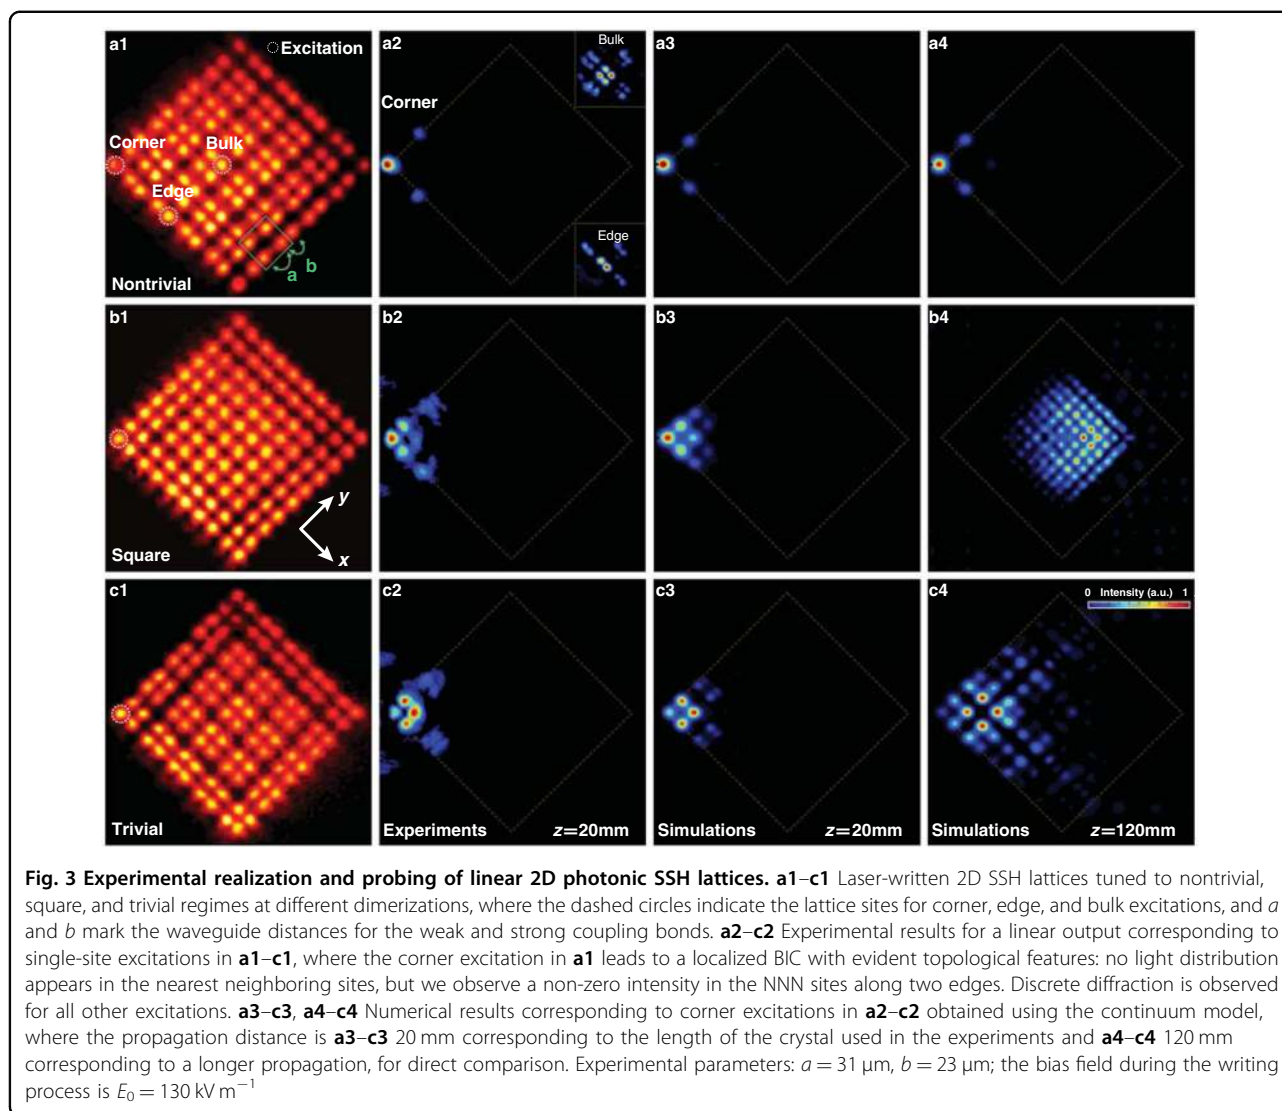 a1
Excitation
Corner
Bulk
Edge
a
b
Nontrivial
a2
Bulk
Corner
Edge
a3
a4
b1
y
x
Square
b2
b3
b4
c1
Trivial
c2
Experiments z=20mm
c3
Simulations z=20mm
c4
0 Intensity (a.u.) 1
Simulations z=120mm
Fig. 3 Experimental realization and probing of linear 2D photonic SSH lattices. a1–c1 Laser-written 2D SSH lattices tuned to nontrivial,
square, and trivial regimes at different dimerizations, where the dashed circles indicate the lattice sites for corner, edge, and bulk excitations, and a
and b mark the waveguide distances for the weak and strong coupling bonds. a2–c2 Experimental results for a linear output corresponding to
single-site excitations in a1–c1, where the corner excitation in a1 leads to a localized BIC with evident topological features: no light distribution
appears in the nearest neighboring sites, but we observe a non-zero intensity in the NNN sites along two edges. Discrete diffraction is observed
for all other excitations. a3–c3, a4–c4 Numerical results corresponding to corner excitations in a2–c2 obtained using the continuum model,
where the propagation distance is a3–c3 20 mm corresponding to the length of the crystal used in the experiments and a4–c4 120 mm
corresponding to a longer propagation, for direct comparison. Experimental parameters: a = 31 μm, b = 23 μm; the bias field during the writing
process is E₀ = 130 kV m⁻¹